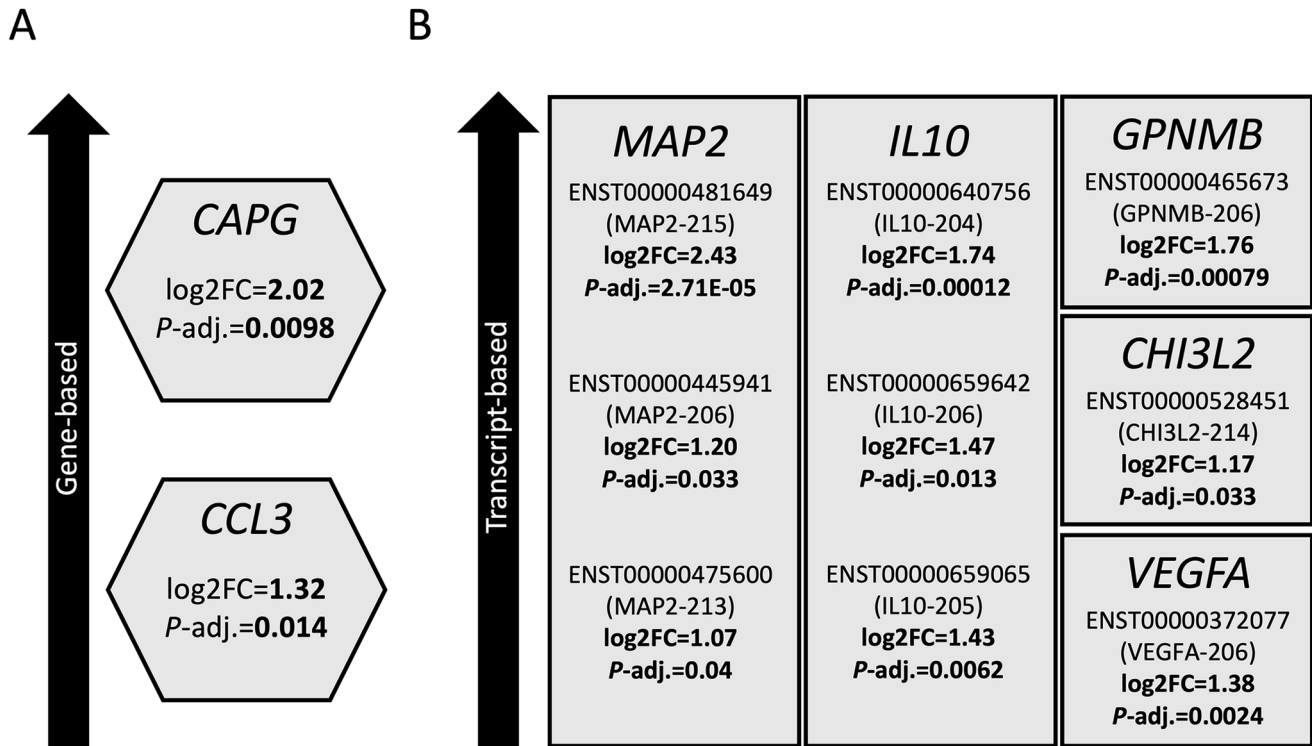 A
Gene-based
CAPG
log2FC=2.02
P-adj.=0.0098
CCL3
log2FC=1.32
P-adj.=0.014
B
Transcript-based
MAP2
ENST00000481649
(MAP2-215)
log2FC=2.43
P-adj.=2.71E-05
ENST00000445941
(MAP2-206)
log2FC=1.20
P-adj.=0.033
ENST00000475600
(MAP2-213)
log2FC=1.07
P-adj.=0.04
IL10
ENST00000640756
(IL10-204)
log2FC=1.74
P-adj.=0.00012
ENST00000659642
(IL10-206)
log2FC=1.47
P-adj.=0.013
ENST00000659065
(IL10-205)
log2FC=1.43
P-adj.=0.0062
GPNMB
ENST00000465673
(GPNMB-206)
log2FC=1.76
P-adj.=0.00079
CHI3L2
ENST00000528451
(CHI3L2-214)
log2FC=1.17
P-adj.=0.033
VEGFA
ENST00000372077
(VEGFA-206)
log2FC=1.38
P-adj.=0.0024